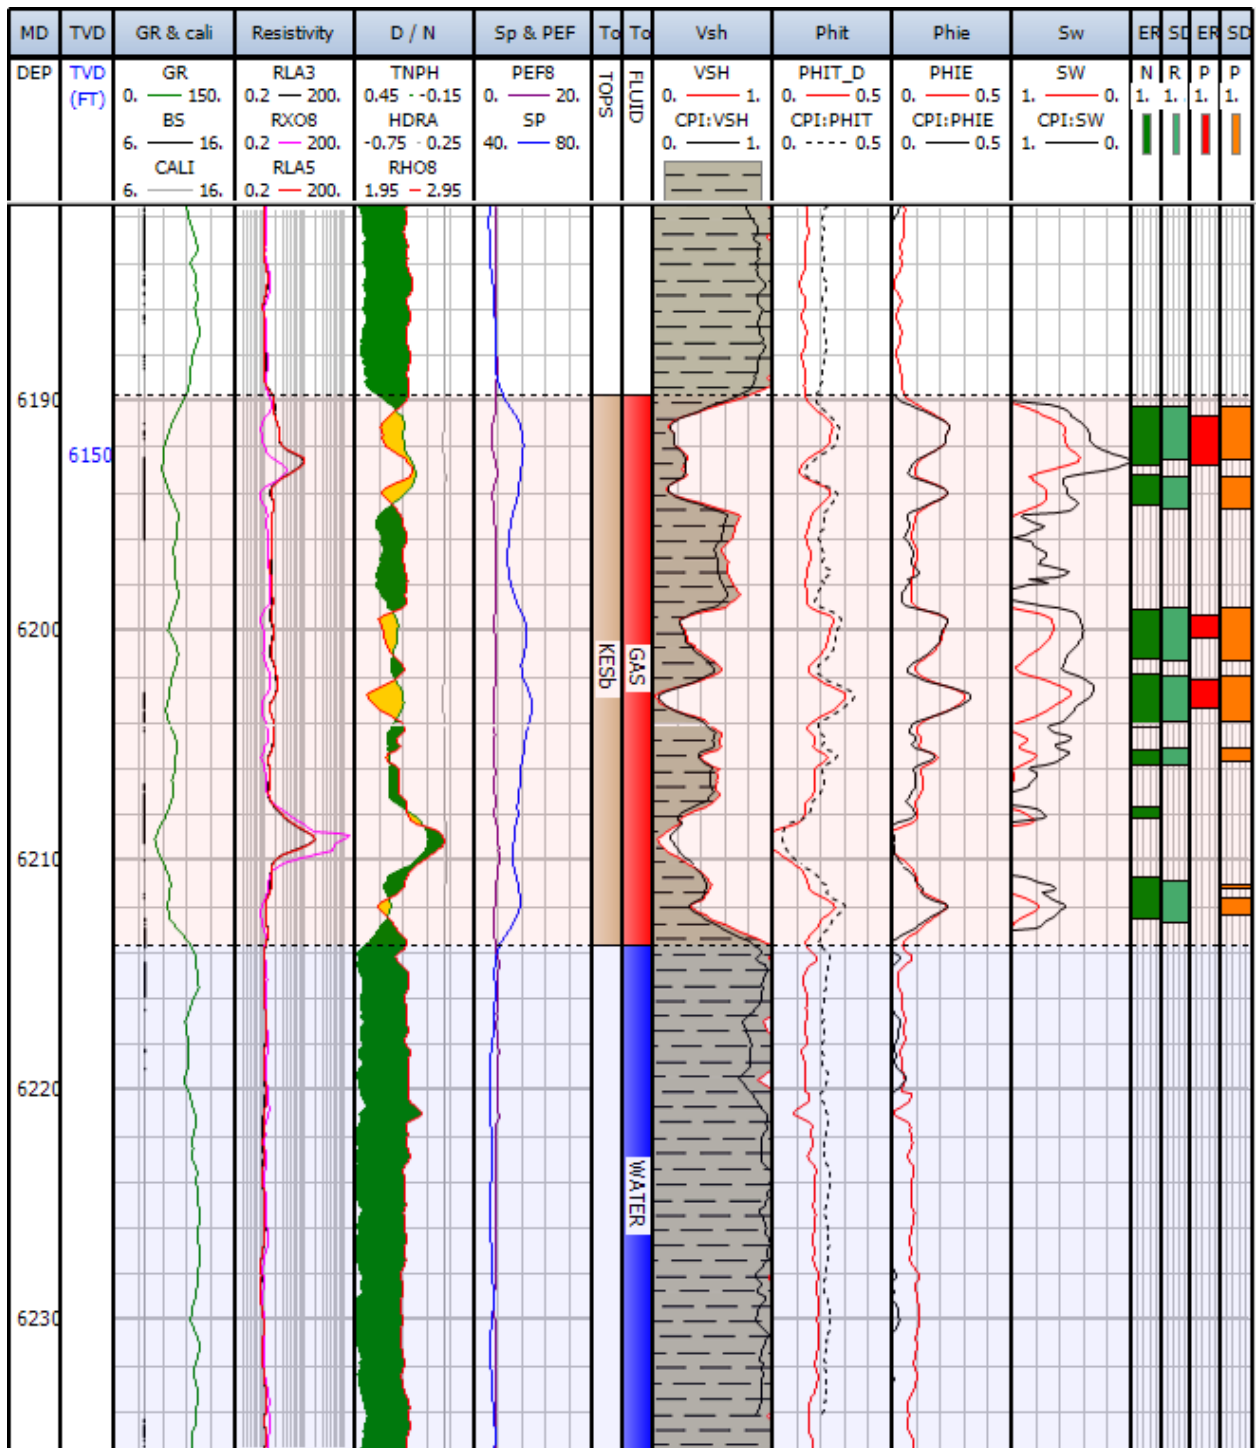 MD TVD GR & cali Resistivity D / N Sp & PEF To To Vsh Phit Phie Sw ER SD ER SD
DEP TVD GR RLA3 TNPH PEF8 TOPS FLUID VSH PHIT_D PHIE SW N R P P
(FT) 0. 150. 0.2 200. 0.45 -0.15 0. 20. 0. 1. 0. 0.5 0. 0.5 1. 0. 1. 1. 1. 1.
BS RXO8 HDRA SP CPI:VSH CPI:PHIT CPI:PHIE CPI:SW
6. 16. 0.2 200. -0.75 0.25 40. 80. 0. 1. 0. 0.5 0. 0.5 1. 0.
CALI RLA5 RHO8
6. 16. 0.2 200. 1.95 2.95
6190
6150
6200
KESb GAS
6210
6220
WATER
6230